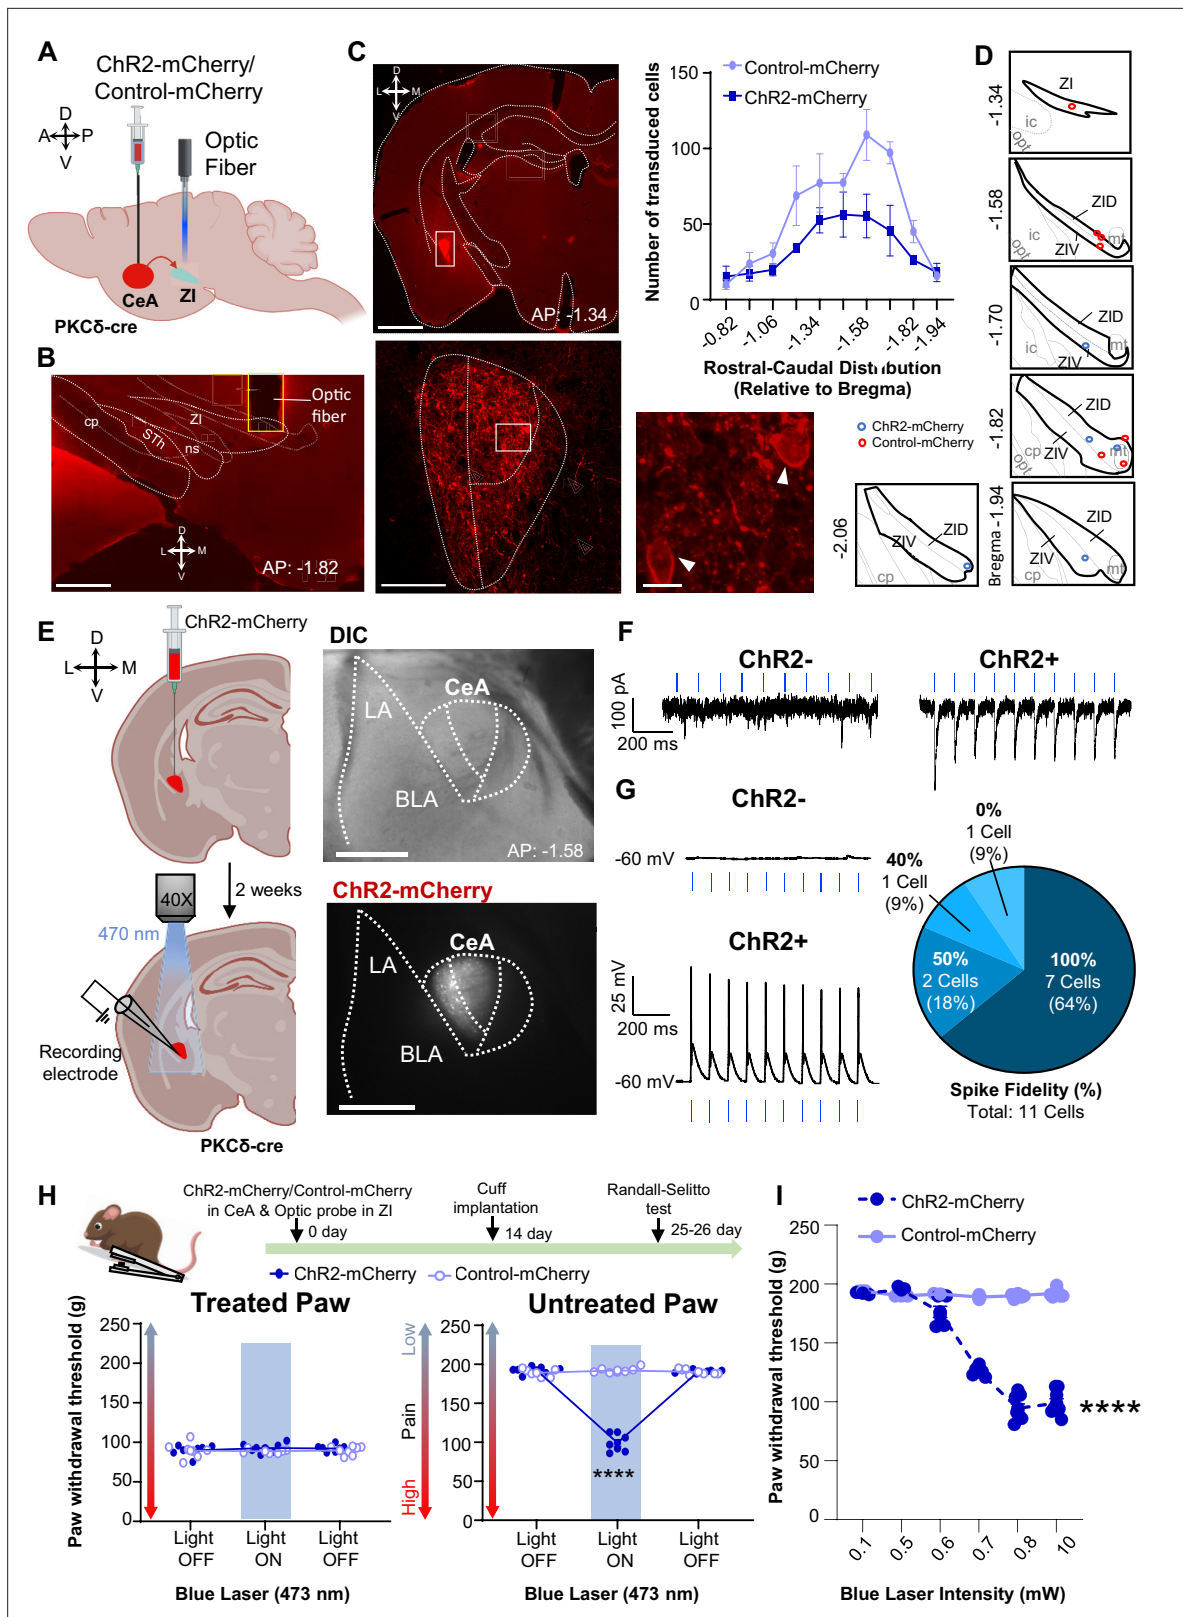 A
ChR2-mCherry/
Control-mCherry
D
A
P
V
Optic
Fiber
CeA
ZI
PKCδ-cre
B
cp
ZI
STh
ns
Optic
fiber
D
L
M
V
AP: -1.82
C
D
L
M
V
AP: -1.34
Number of transduced cells
150
100
50
0
Control-mCherry
ChR2-mCherry
-0.82
-1.06
-1.34
-1.58
-1.82
-1.94
Rostral-Caudal Distribution
(Relative to Bregma)
D
-1.34
ZI
ic
opt
-1.58
ZID
ic
ZIV
mt
opt
-1.70
ZID
ic
ZIV
mt
ChR2-mCherry
Control-mCherry
-1.82
ZID
ZIV
cp
mt
opt
-2.06
ZID
ZIV
cp
Bregma -1.94
ZID
ZIV
cp
mt
E
ChR2-mCherry
D
L
M
V
2 weeks
40X
470 nm
Recording
electrode
PKCδ-cre
DIC
CeA
LA
BLA
AP: -1.58
ChR2-mCherry
CeA
LA
BLA
F
ChR2-
ChR2+
100 pA
200 ms
G
ChR2-
-60 mV
ChR2+
25 mV
200 ms
-60 mV
0%
1 Cell
(9%)
40%
1 Cell
(9%)
50%
2 Cells
(18%)
100%
7 Cells
(64%)
Spike Fidelity (%)
Total: 11 Cells
H
ChR2-mCherry/Control-mCherry
in CeA & Optic probe in ZI
0 day
Cuff
implantation
14 day
Randall-Selitto
test
25-26 day
ChR2-mCherry
Control-mCherry
Treated Paw
Untreated Paw
Paw withdrawal threshold (g)
250
200
150
100
50
0
Light
OFF
Light
ON
Light
OFF
Blue Laser (473 nm)
Low
Pain
High
250
200
150
100
50
0
****
Light
OFF
Light
ON
Light
OFF
Blue Laser (473 nm)
I
ChR2-mCherry
Control-mCherry
Paw withdrawal threshold (g)
250
200
150
100
50
0
****
0.1
0.5
0.6
0.7
0.8
10
Blue Laser Intensity (mW)